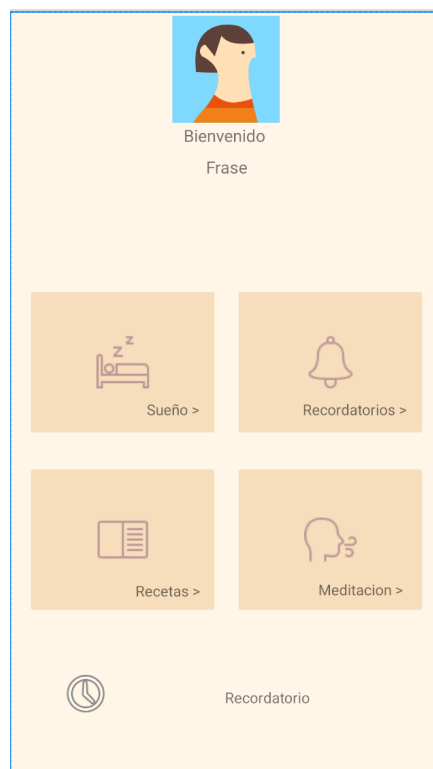 Bienvenido
Frase
z z
Sueño >
Recordatorios >
Recetas >
Meditacion >
Recordatorio